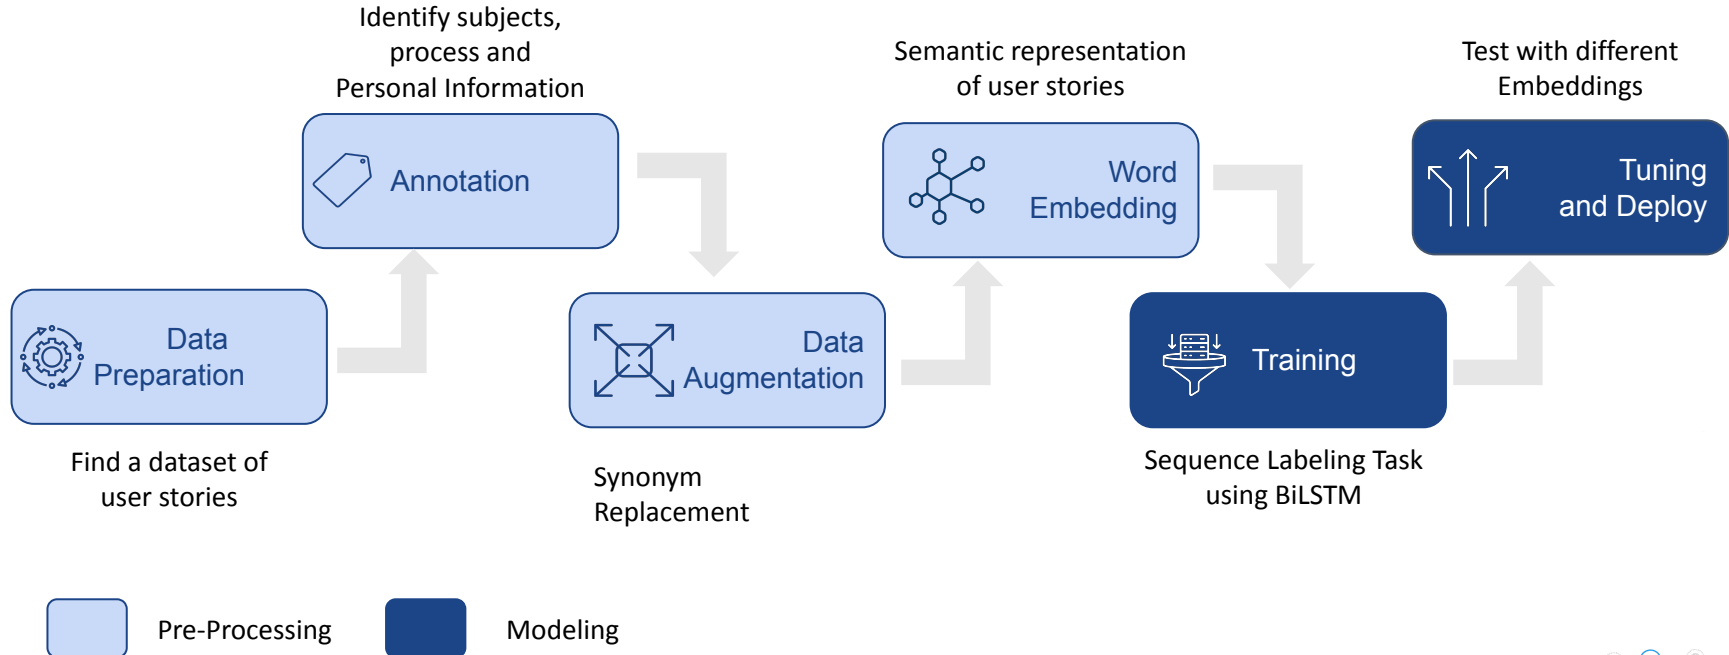 Identify subjects,
process and
Personal Information
Annotation
Data
Preparation
Find a dataset of
user stories
Data
Augmentation
Synonym
Replacement
Semantic representation
of user stories
Word
Embedding
Training
Sequence Labeling Task
using BiLSTM
Test with different
Embeddings
Tuning
and Deploy
Pre-Processing
Modeling